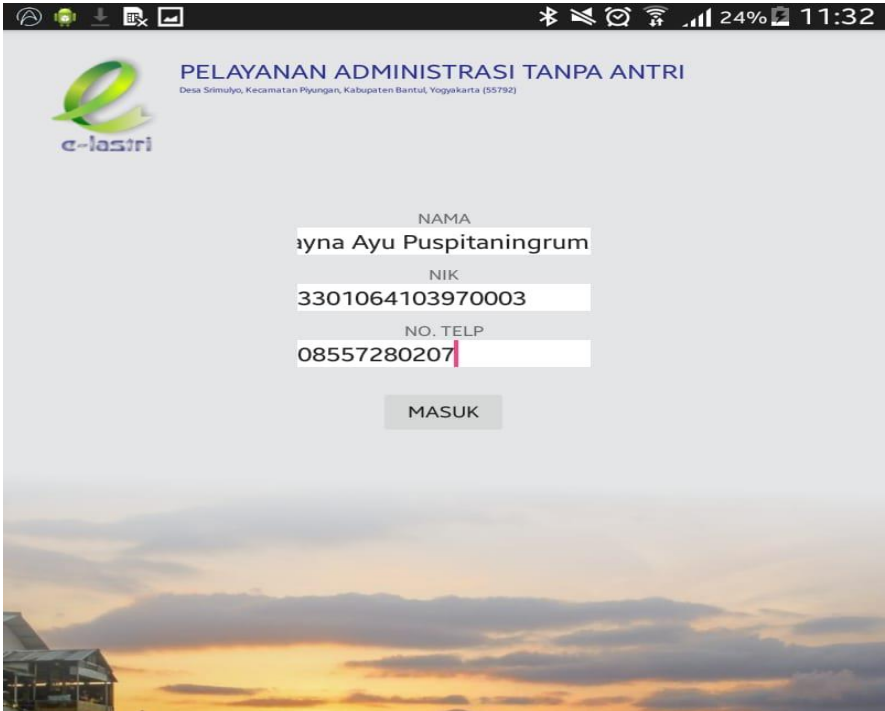 24% 11:32
PELAYANAN ADMINISTRASI TANPA ANTRI
Desa Srimulyo, Kecamatan Piyungan, Kabupaten Bantul, Yogyakarta (55792)
e-lastri
NAMA
ayna Ayu Puspitaningrum
NIK
3301064103970003
NO. TELP
08557280207
MASUK